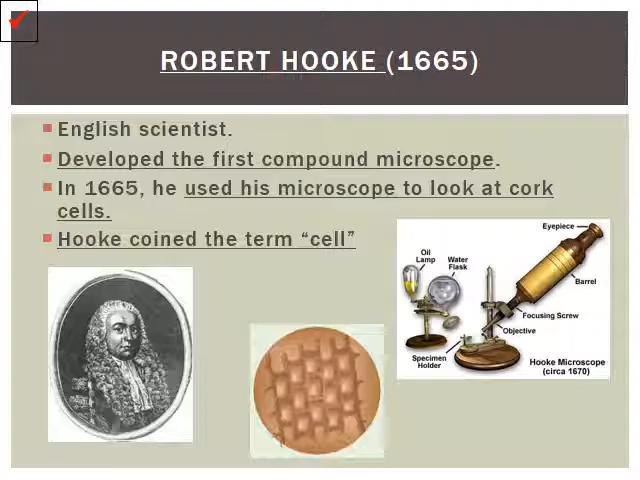 ROBERT HOOKE (1665)
English scientist.
Developed the first compound microscope.
In 1665, he used his microscope to look at cork
cells.
Hooke coined the term “cell”
Eyepiece
Oil
Lamp
Water
Flask
Barrel
Focusing Screw
Objective
Specimen
Holder
Hooke Microscope
(circa 1670)